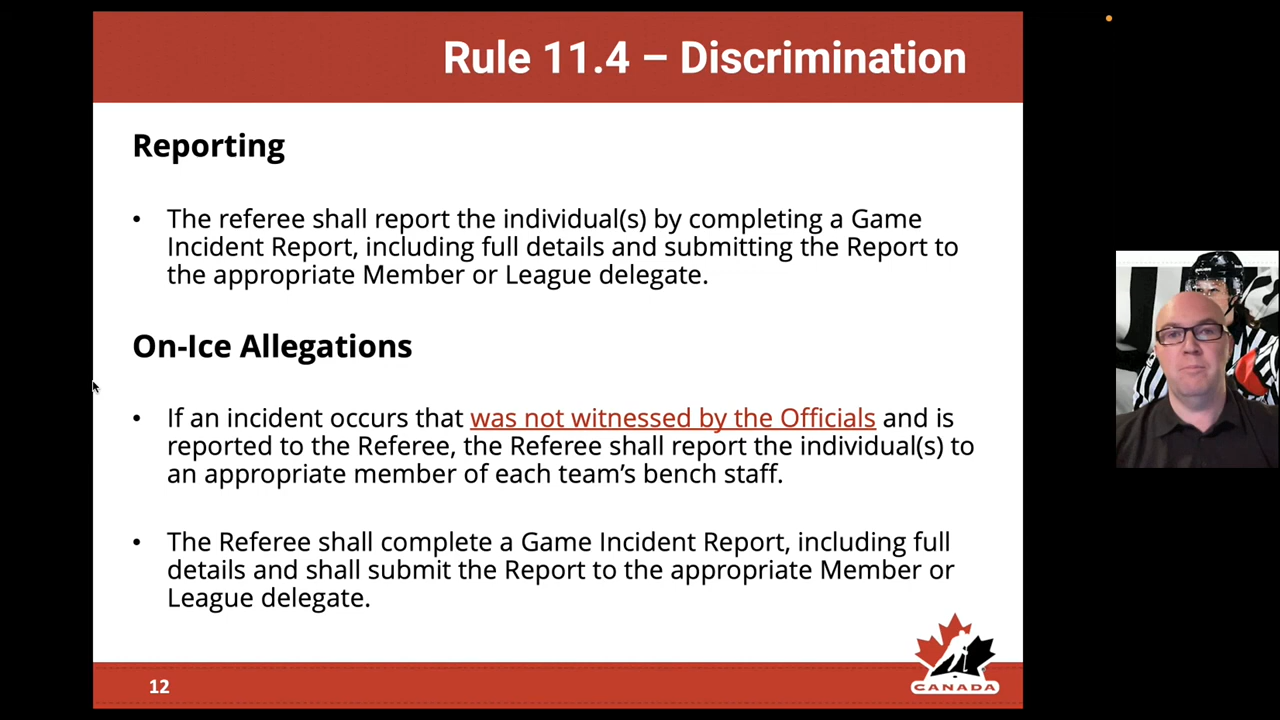 Rule 11.4 – Discrimination
Reporting
• The referee shall report the individual(s) by completing a Game
Incident Report, including full details and submitting the Report to
the appropriate Member or League delegate.
On-Ice Allegations
• If an incident occurs that was not witnessed by the Officials and is
reported to the Referee, the Referee shall report the individual(s) to
an appropriate member of each team’s bench staff.
• The Referee shall complete a Game Incident Report, including full
details and shall submit the Report to the appropriate Member or
League delegate.
CANADA
12